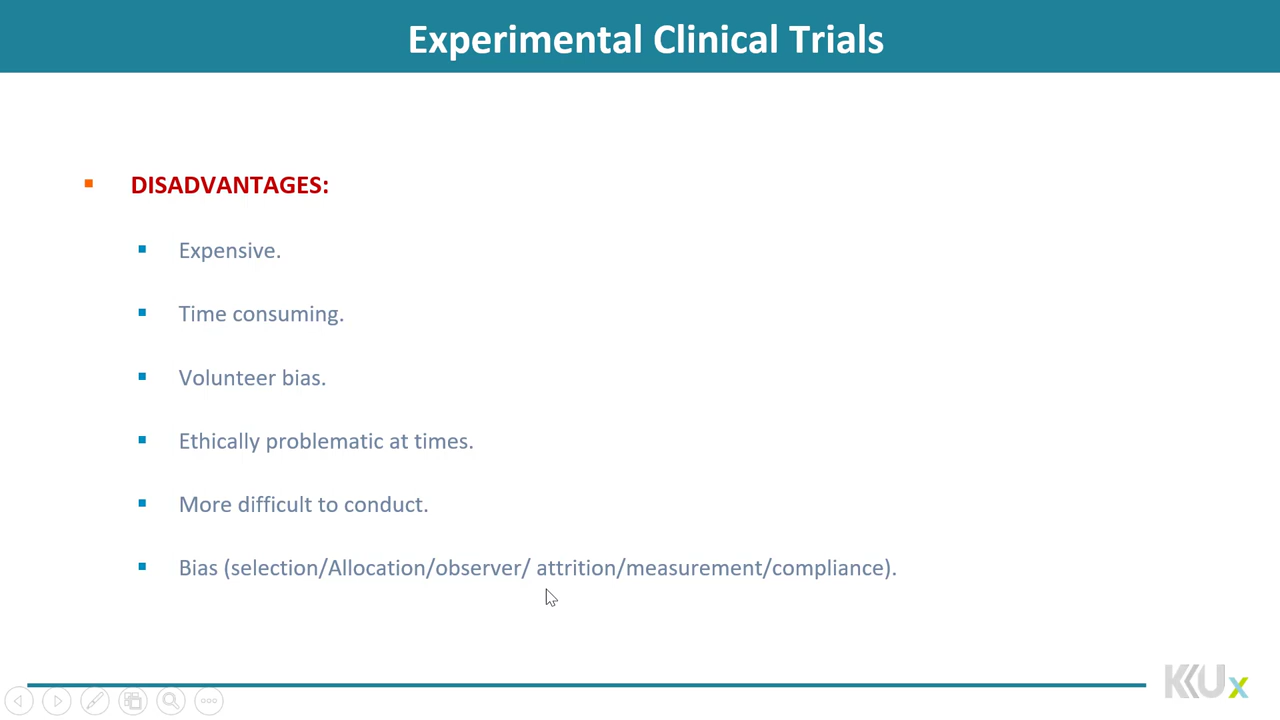 Experimental Clinical Trials
DISADVANTAGES:
Expensive.
Time consuming.
Volunteer bias.
Ethically problematic at times.
More difficult to conduct.
Bias (selection/Allocation/observer/ attrition/measurement/compliance).
KKUx